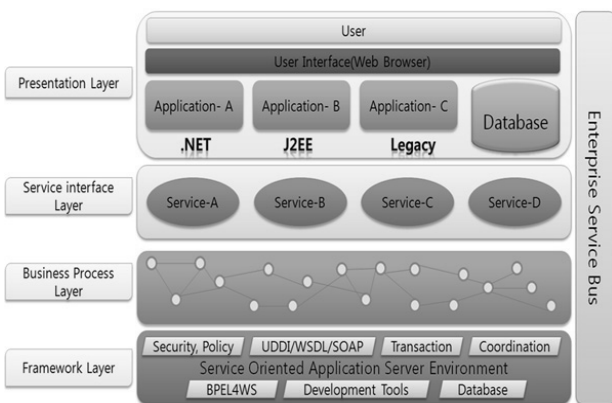 User
User Interface(Web Browser)
Presentation Layer
Application- A
Application- B
Application- C
Database
.NET
J2EE
Legacy
Service interface
Layer
Service-A
Service-B
Service-C
Service-D
Business Process
Layer
Framework Layer
Security, Policy
UDDI/WSDL/SOAP
Transaction
Coordination
Service Oriented Application Server Environment
BPEL4WS
Development Tools
Database
Enterprise Service Bus